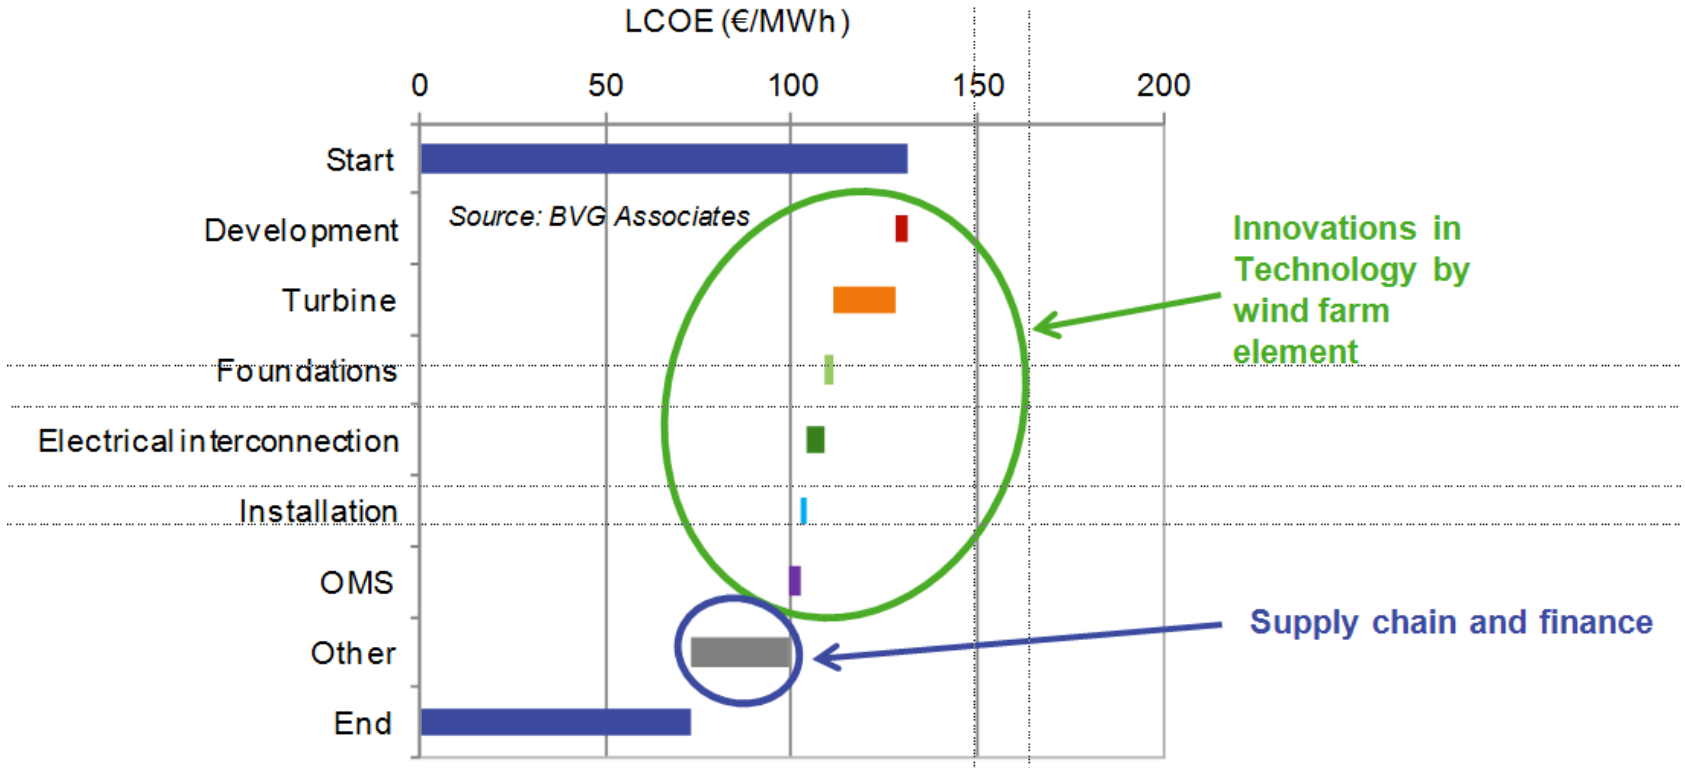 LCOE (€/MWh)
0 50 100 150 200
Start
Source: BVG Associates
Development
Turbine
Foundations
Electrical interconnection
Installation
OMS
Other
End
Innovations in
Technology by
wind farm
element
Supply chain and finance